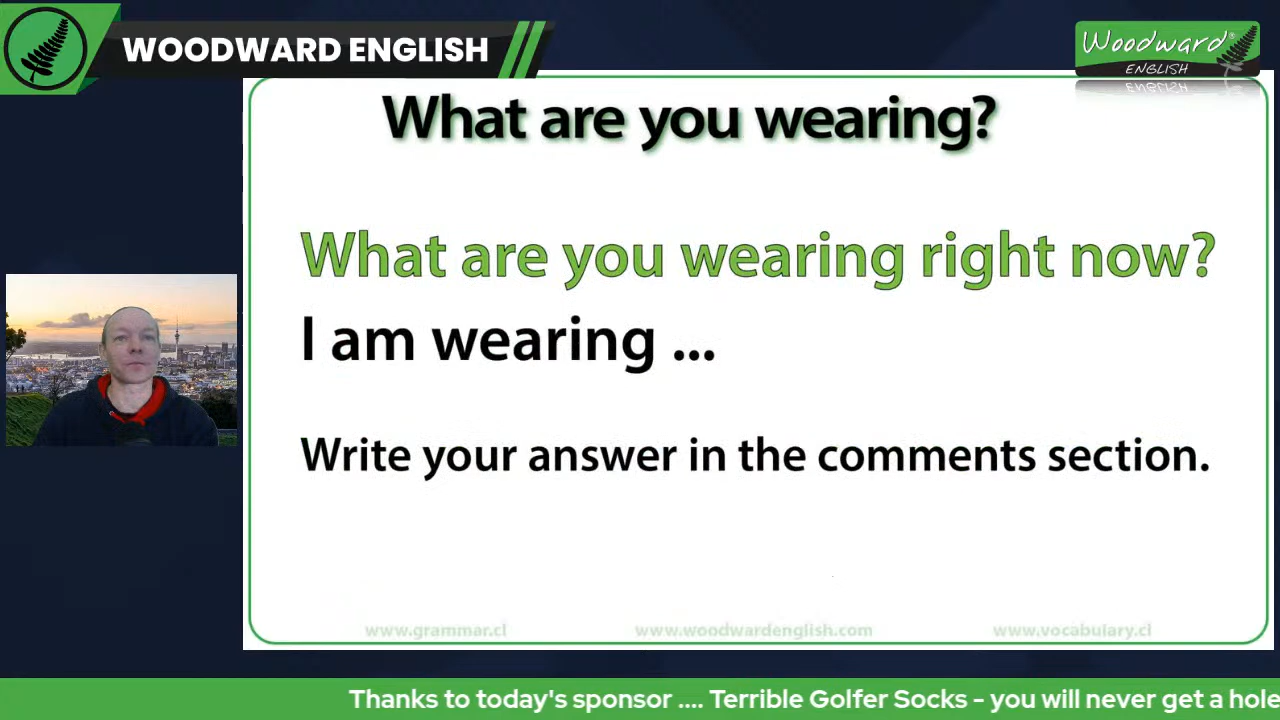 WOODWARD ENGLISH
Woodward®
ENGLISH
What are you wearing?
What are you wearing right now?
I am wearing ...
Write your answer in the comments section.
www.grammar.cl
www.woodwardenglish.com
www.vocabulary.cl
Thanks to today's sponsor .... Terrible Golfer Socks - you will never get a hole